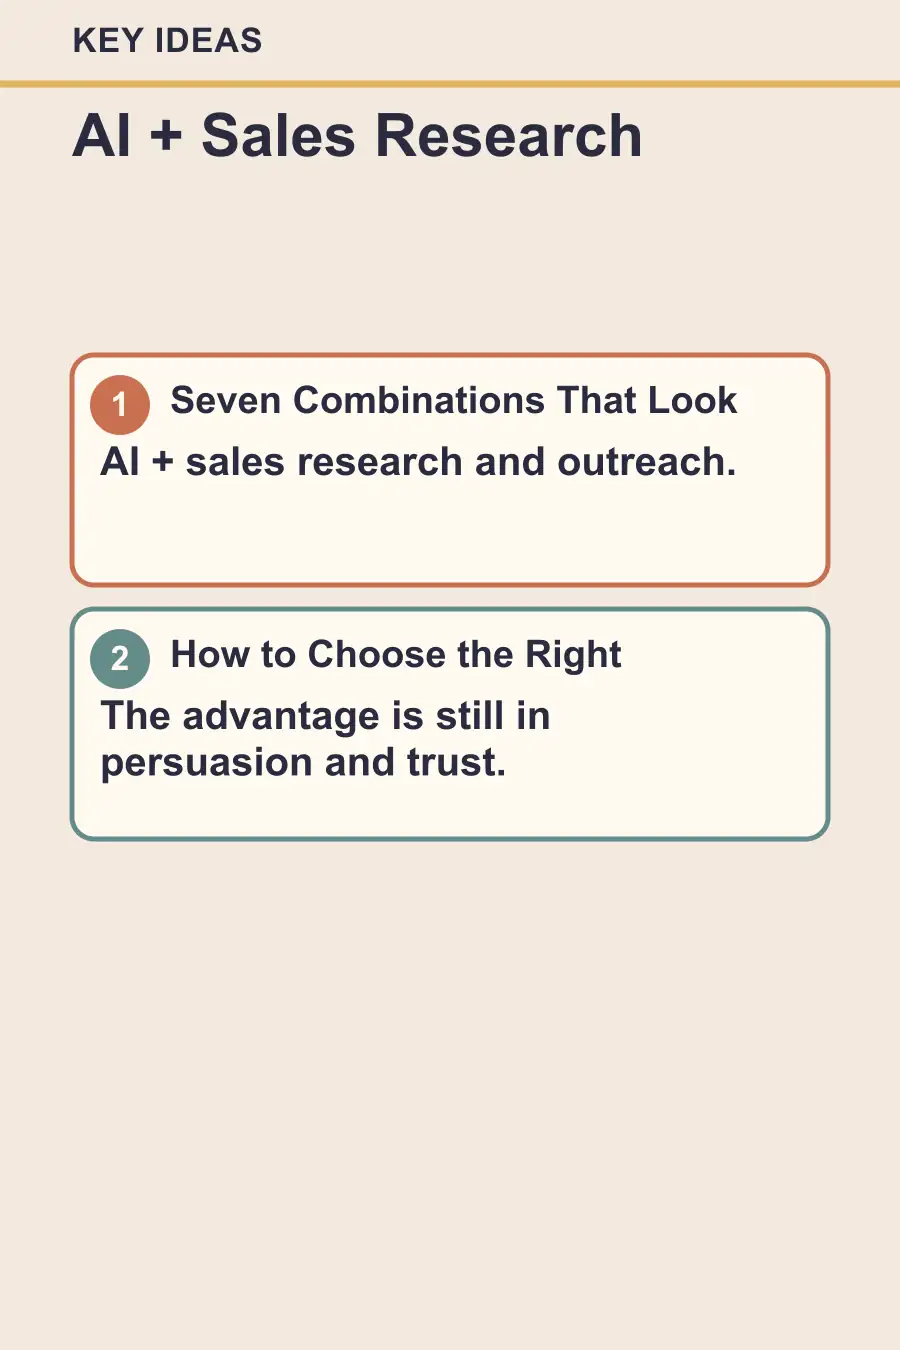 KEY IDEAS
AI + Sales Research
1
Seven Combinations That Look
AI + sales research and outreach.
2
How to Choose the Right
The advantage is still in
persuasion and trust.